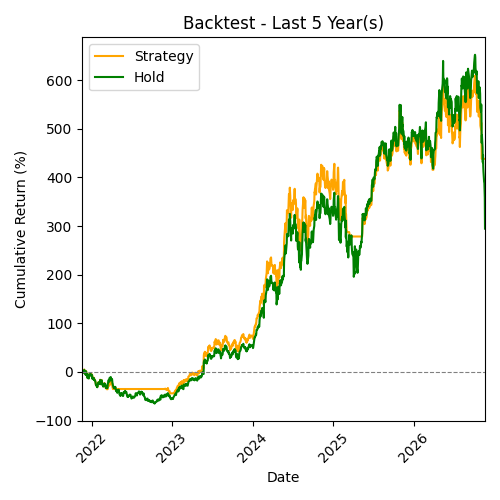 Backtest - Last 5 Year(s)
Strategy
Hold
Cumulative Return (%)
600
500
400
300
200
100
0
−100
2022
2023
2024
2025
2026
Date